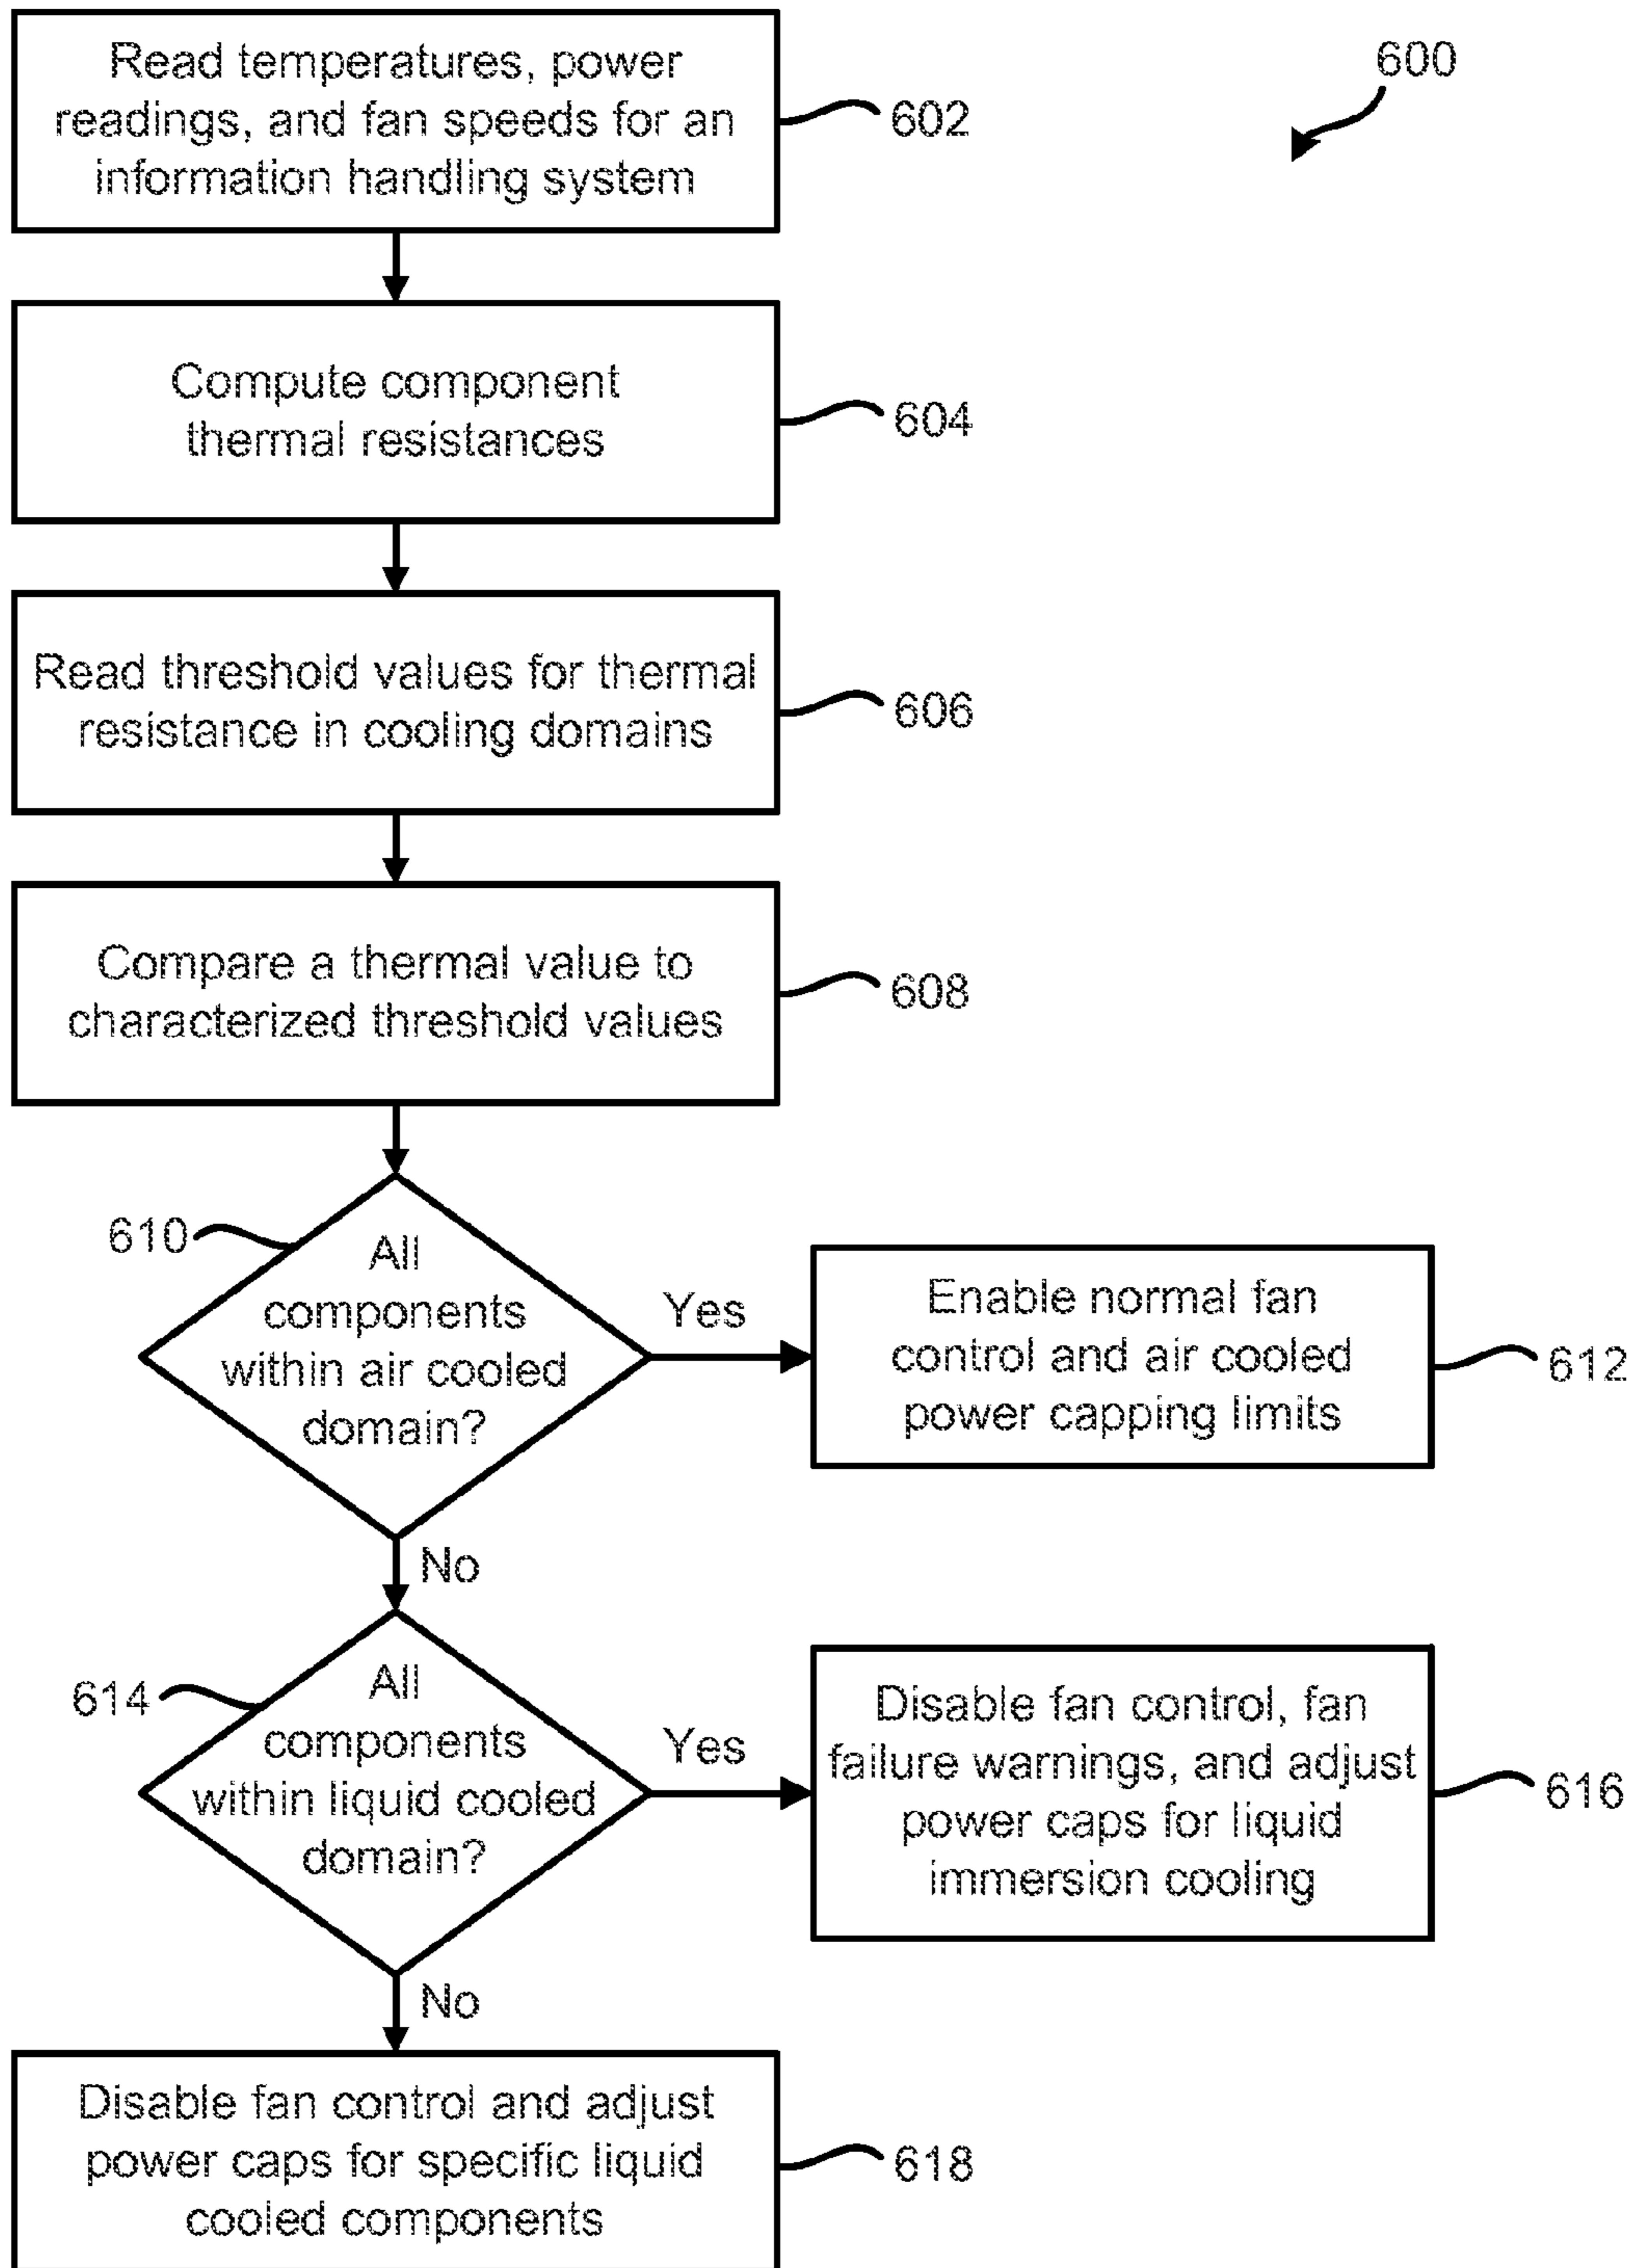 600
Read temperatures, power
readings, and fan speeds for an
information handling system
602
Compute component
thermal resistances
604
Read threshold values for thermal
resistance in cooling domains
606
Compare a thermal value to
characterized threshold values
608
610
All
components
within air cooled
domain?
Yes
Enable normal fan
control and air cooled
power capping limits
612
No
614
All
components
within liquid cooled
domain?
Yes
Disable fan control, fan
failure warnings, and adjust
power caps for liquid
immersion cooling
616
No
Disable fan control and adjust
power caps for specific liquid
cooled components
618